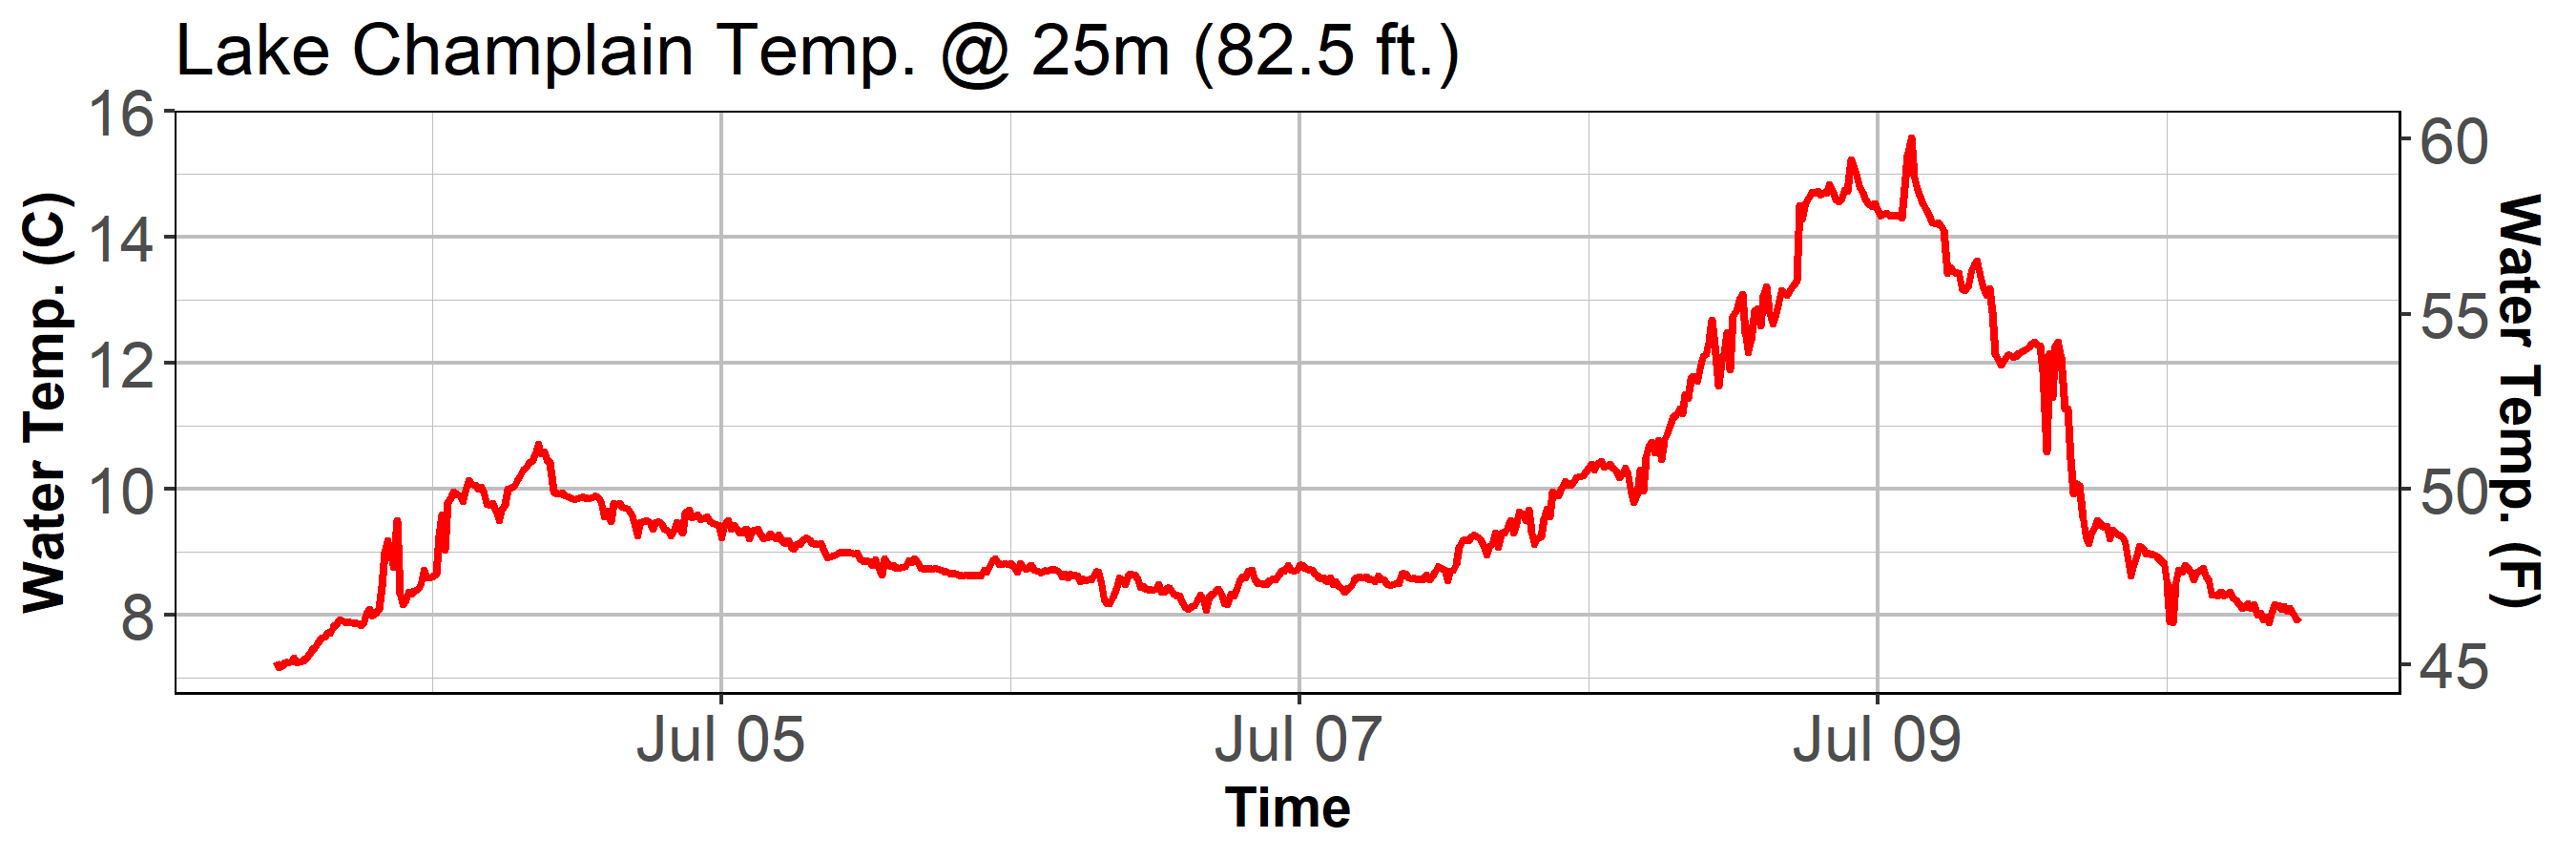 Lake Champlain Temp. @ 25m (82.5 ft.)
Water Temp. (C)
16
14
12
10
8
60
55
50
45
Water Temp. (F)
Jul 05 Jul 07 Jul 09
Time